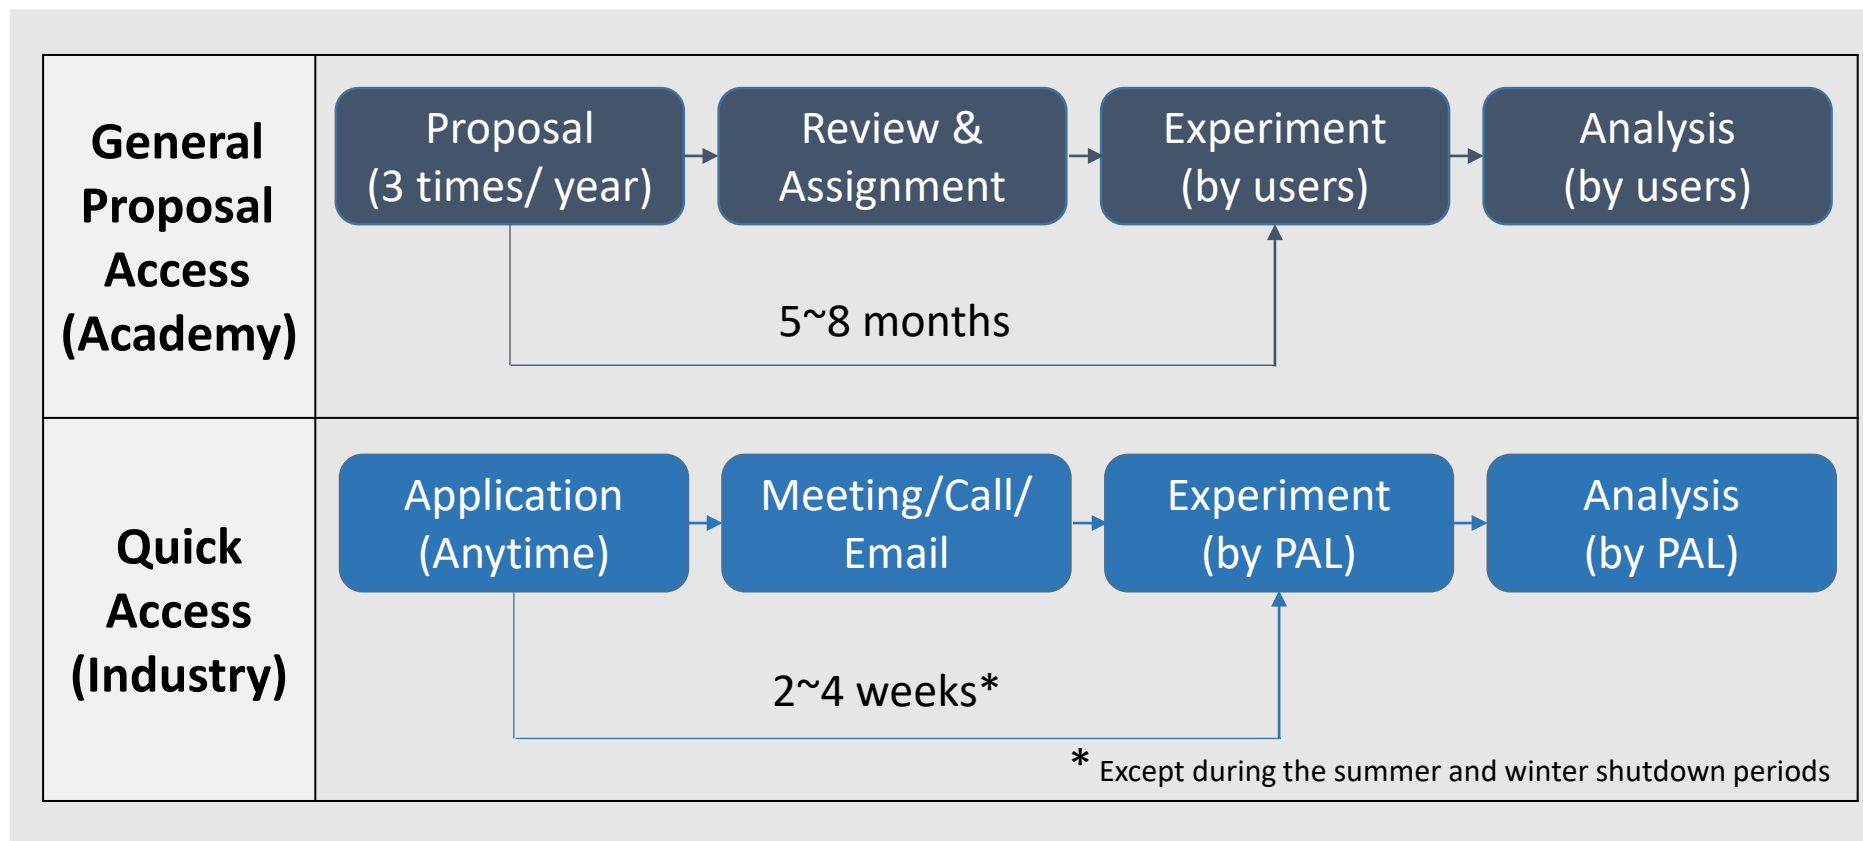 General
Proposal
Access
(Academy)
Proposal
(3 times/ year)
Review &
Assignment
Experiment
(by users)
Analysis
(by users)
5~8 months
Quick
Access
(Industry)
Application
(Anytime)
Meeting/Call/
Email
Experiment
(by PAL)
Analysis
(by PAL)
2~4 weeks*
* Except during the summer and winter shutdown periods